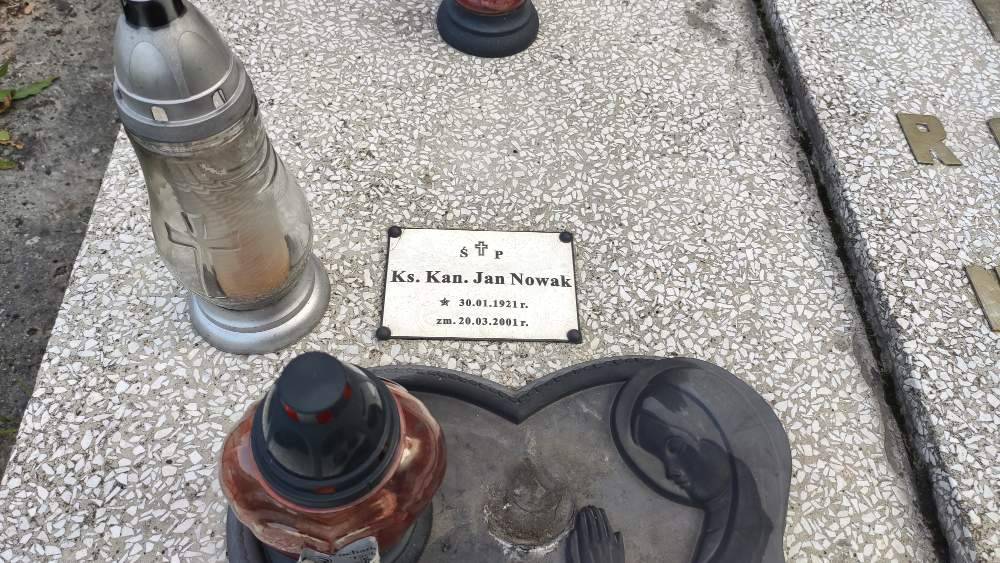 Ś P
Ks. Kan. Jan Nowak
★ 30.01.1921 r.
zm. 20.03.2001 r.
R